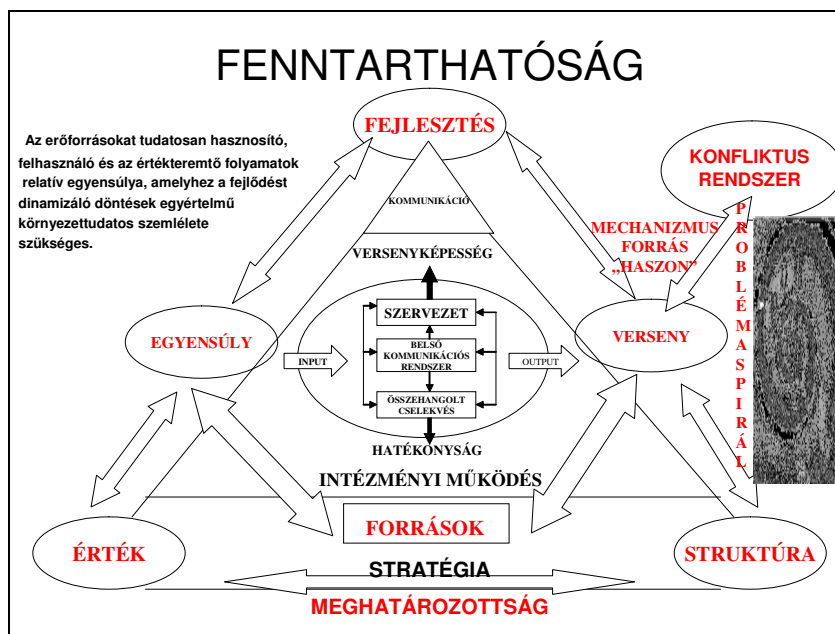 FENNTARTHATÓSÁG
Az erőforrásokat tudatosan hasznosító,
felhasználó és az értékteremtő folyamatok
relatív egyensúlya, amelyhez a fejlődést
dinamizáló döntések egyértelmű
környezettudatos szemlélete
szükséges.
FEJLESZTÉS
KONFLIKTUS
RENDSZER
KOMMUNIKÁCIÓ
MECHANIZMUS
FORRÁS
„HASZON”
PROBLÉMASPIRÁL
VERSENYKÉPESSÉG
SZERVEZET
EGYENSÚLY
INPUT
BELSŐ
KOMMUNIKÁCIÓS
RENDSZER
OUTPUT
VERSENY
ÖSSZEHANGOLT
CSELEKVÉS
HATÉKONYSÁG
INTÉZMÉNYI MŰKÖDÉS
FORRÁSOK
ÉRTÉK
STRUKTÚRA
STRATÉGIA
MEGHATÁROZOTTSÁG